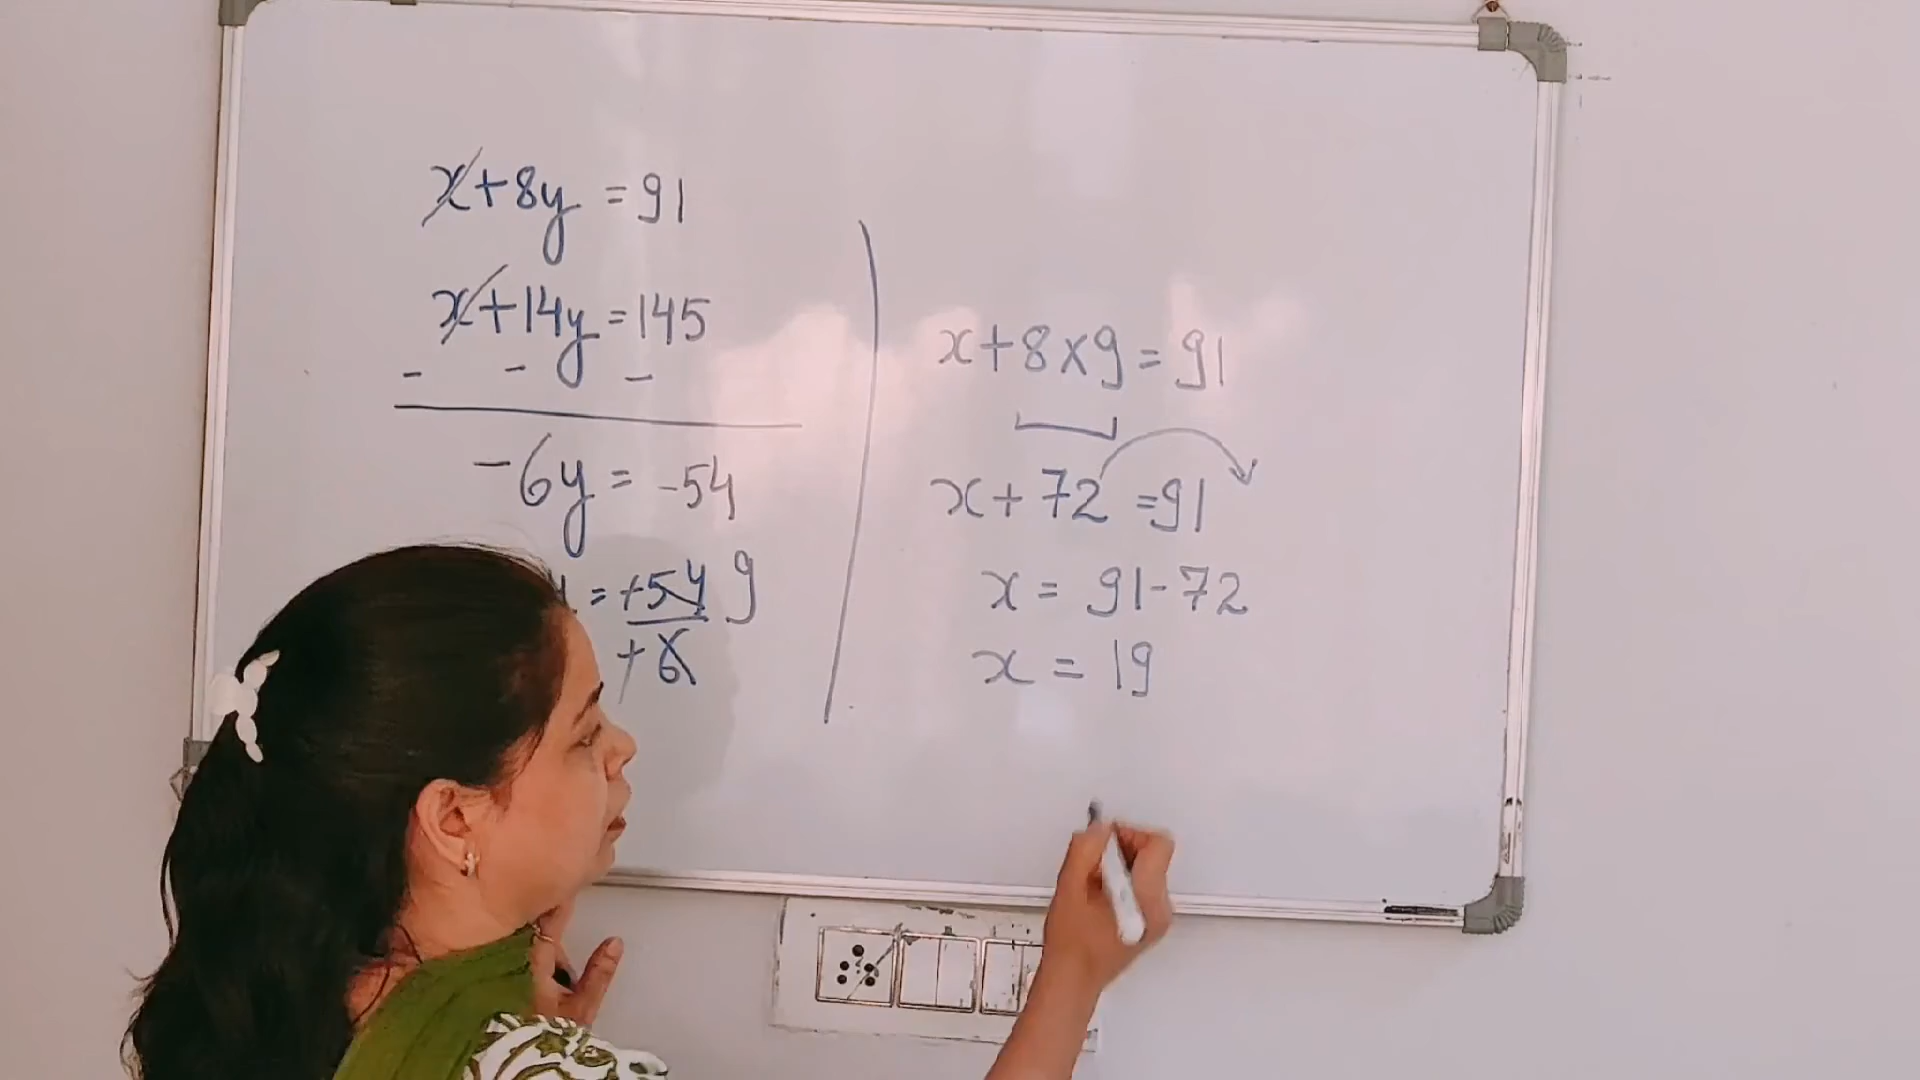 x+8y=91
x+14y=145
- - -
-6y=-54
=+54 9
+6
x+8×9=91
x+72=91
x=91-72
x=19